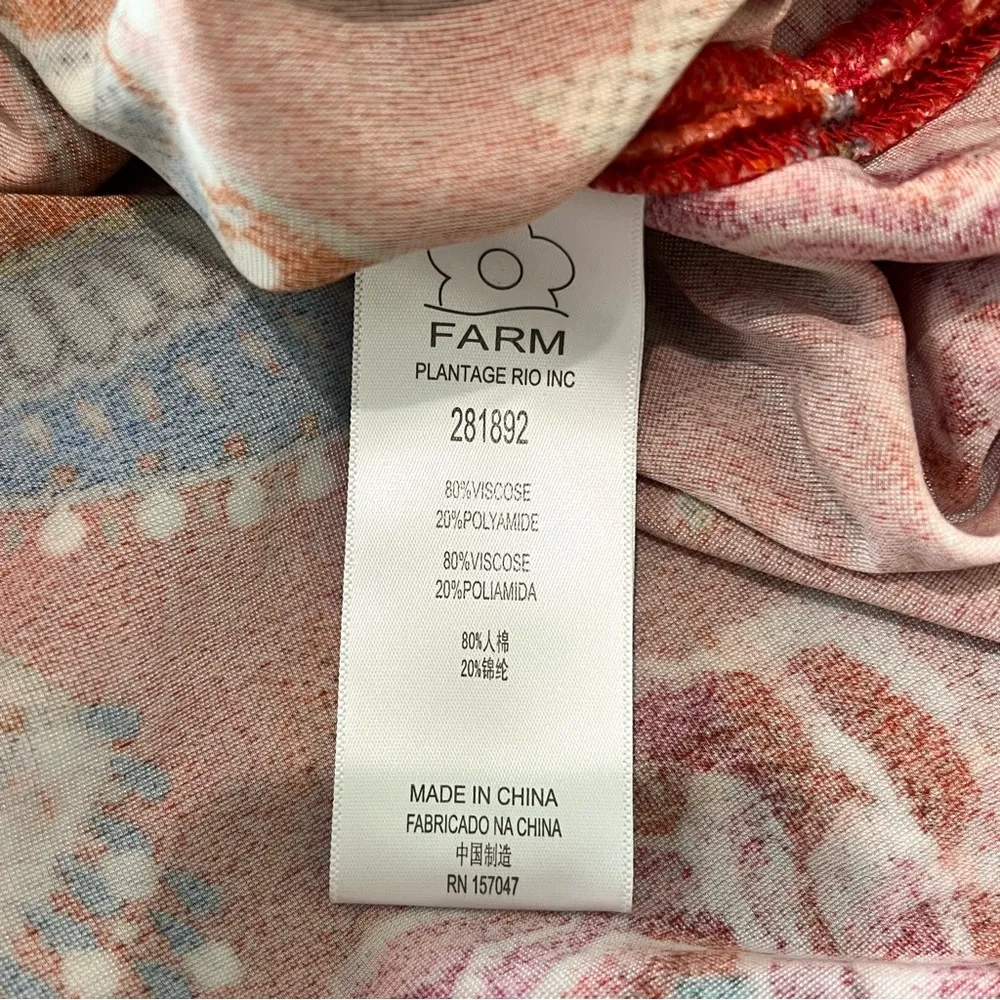 FARM
PLANTAGE RIO INC
281892
80%VISCOSE
20%POLYAMIDE
80%VISCOSE
20%POLIAMIDA
80%人棉
20%锦纶
MADE IN CHINA
FABRICADO NA CHINA
中国制造
RN 157047